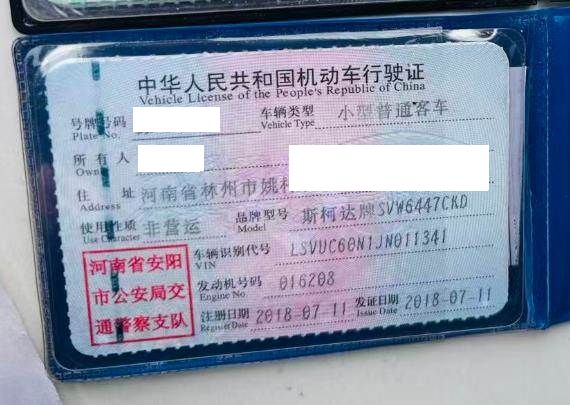 中华人民共和国机动车行驶证
Vehicle License of the People's Republic of China
号牌号码 车辆类型 小型普通客车
Plate No. Vehicle Type
所有人
Owner
住址 河南省林州市姚村
Address
使用性质 非营运 品牌型号 斯柯达牌SVW6447CKD
Use Character Model
车辆识别代号 LSVUC60N1JN011341
VIN
发动机号码 016208
Engine No.
注册日期 2018-07-11 发证日期 2018-07-11
Register Date Issue Date
河南省安阳
市公安局交
通警察支队